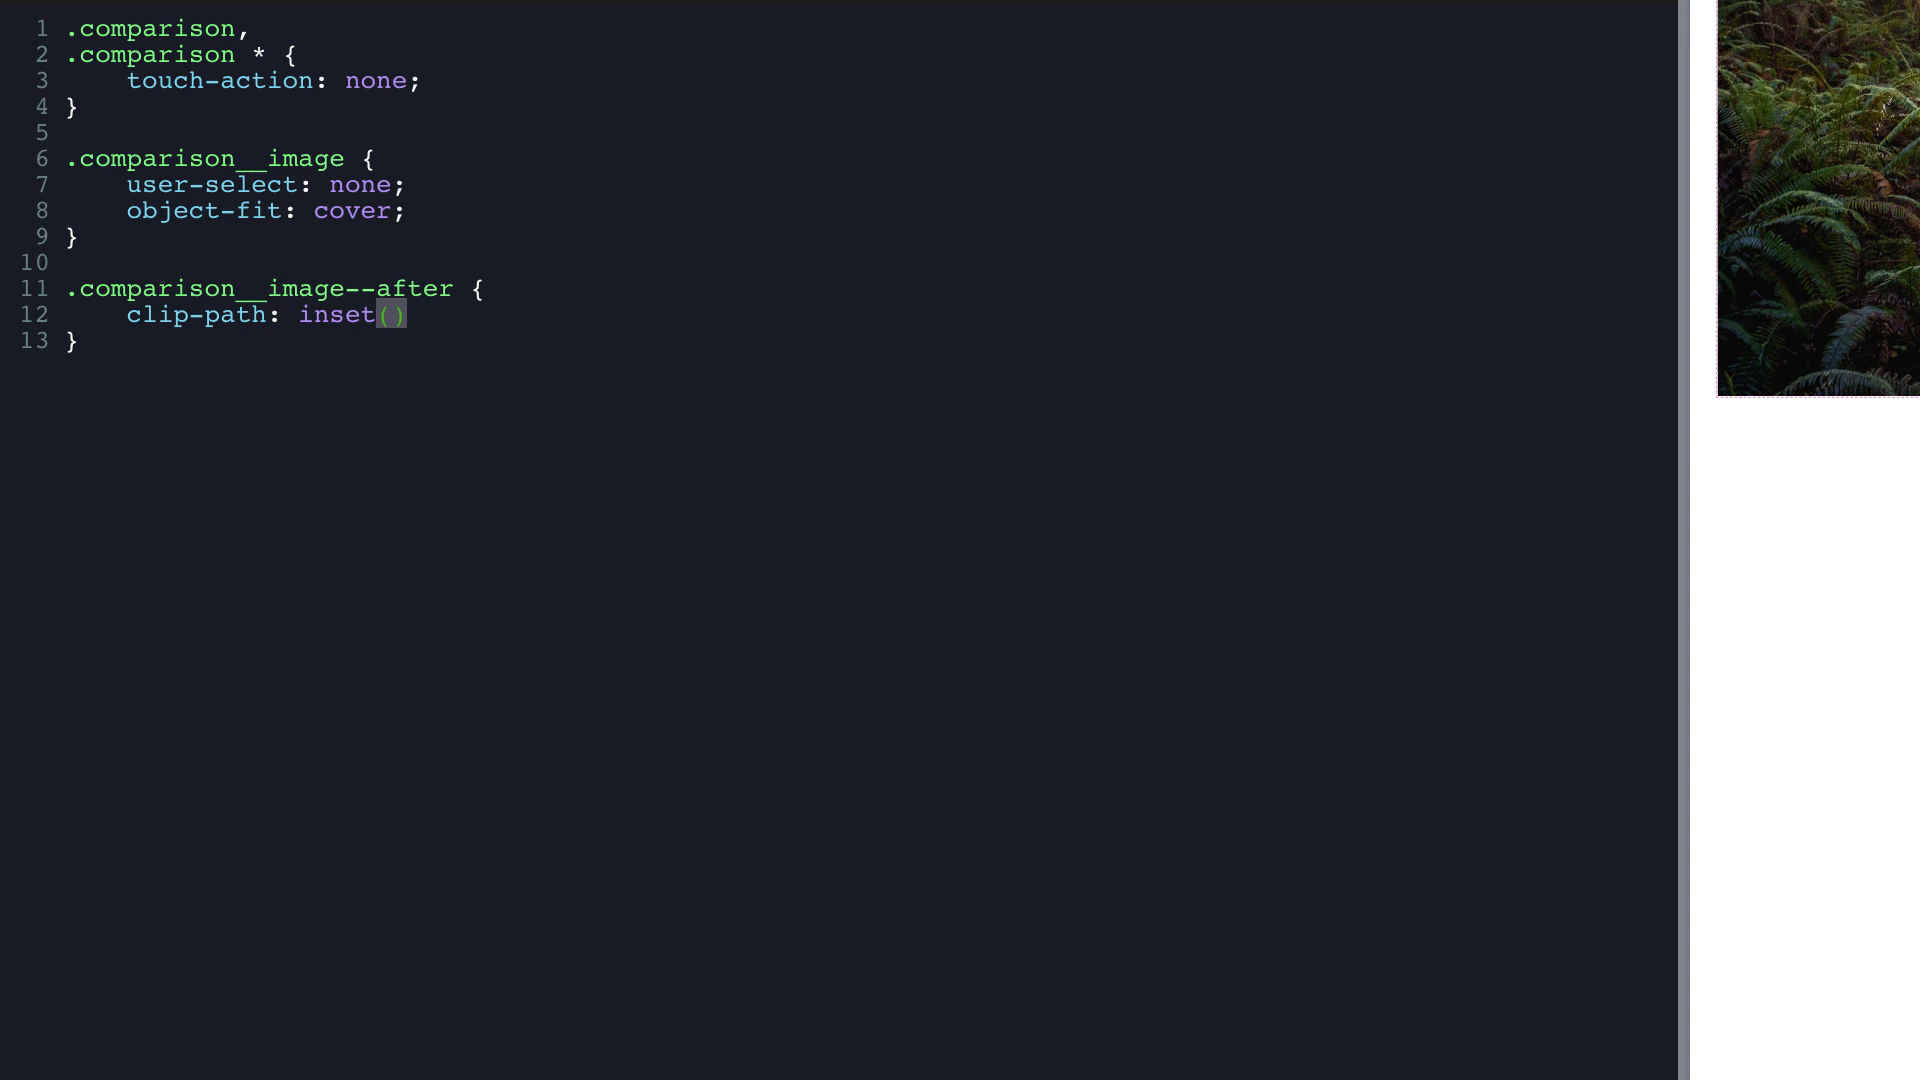 1 .comparison,
2 .comparison * {
3     touch-action: none;
4 }
5
6 .comparison__image {
7     user-select: none;
8     object-fit: cover;
9 }
10
11 .comparison__image--after {
12     clip-path: inset()
13 }